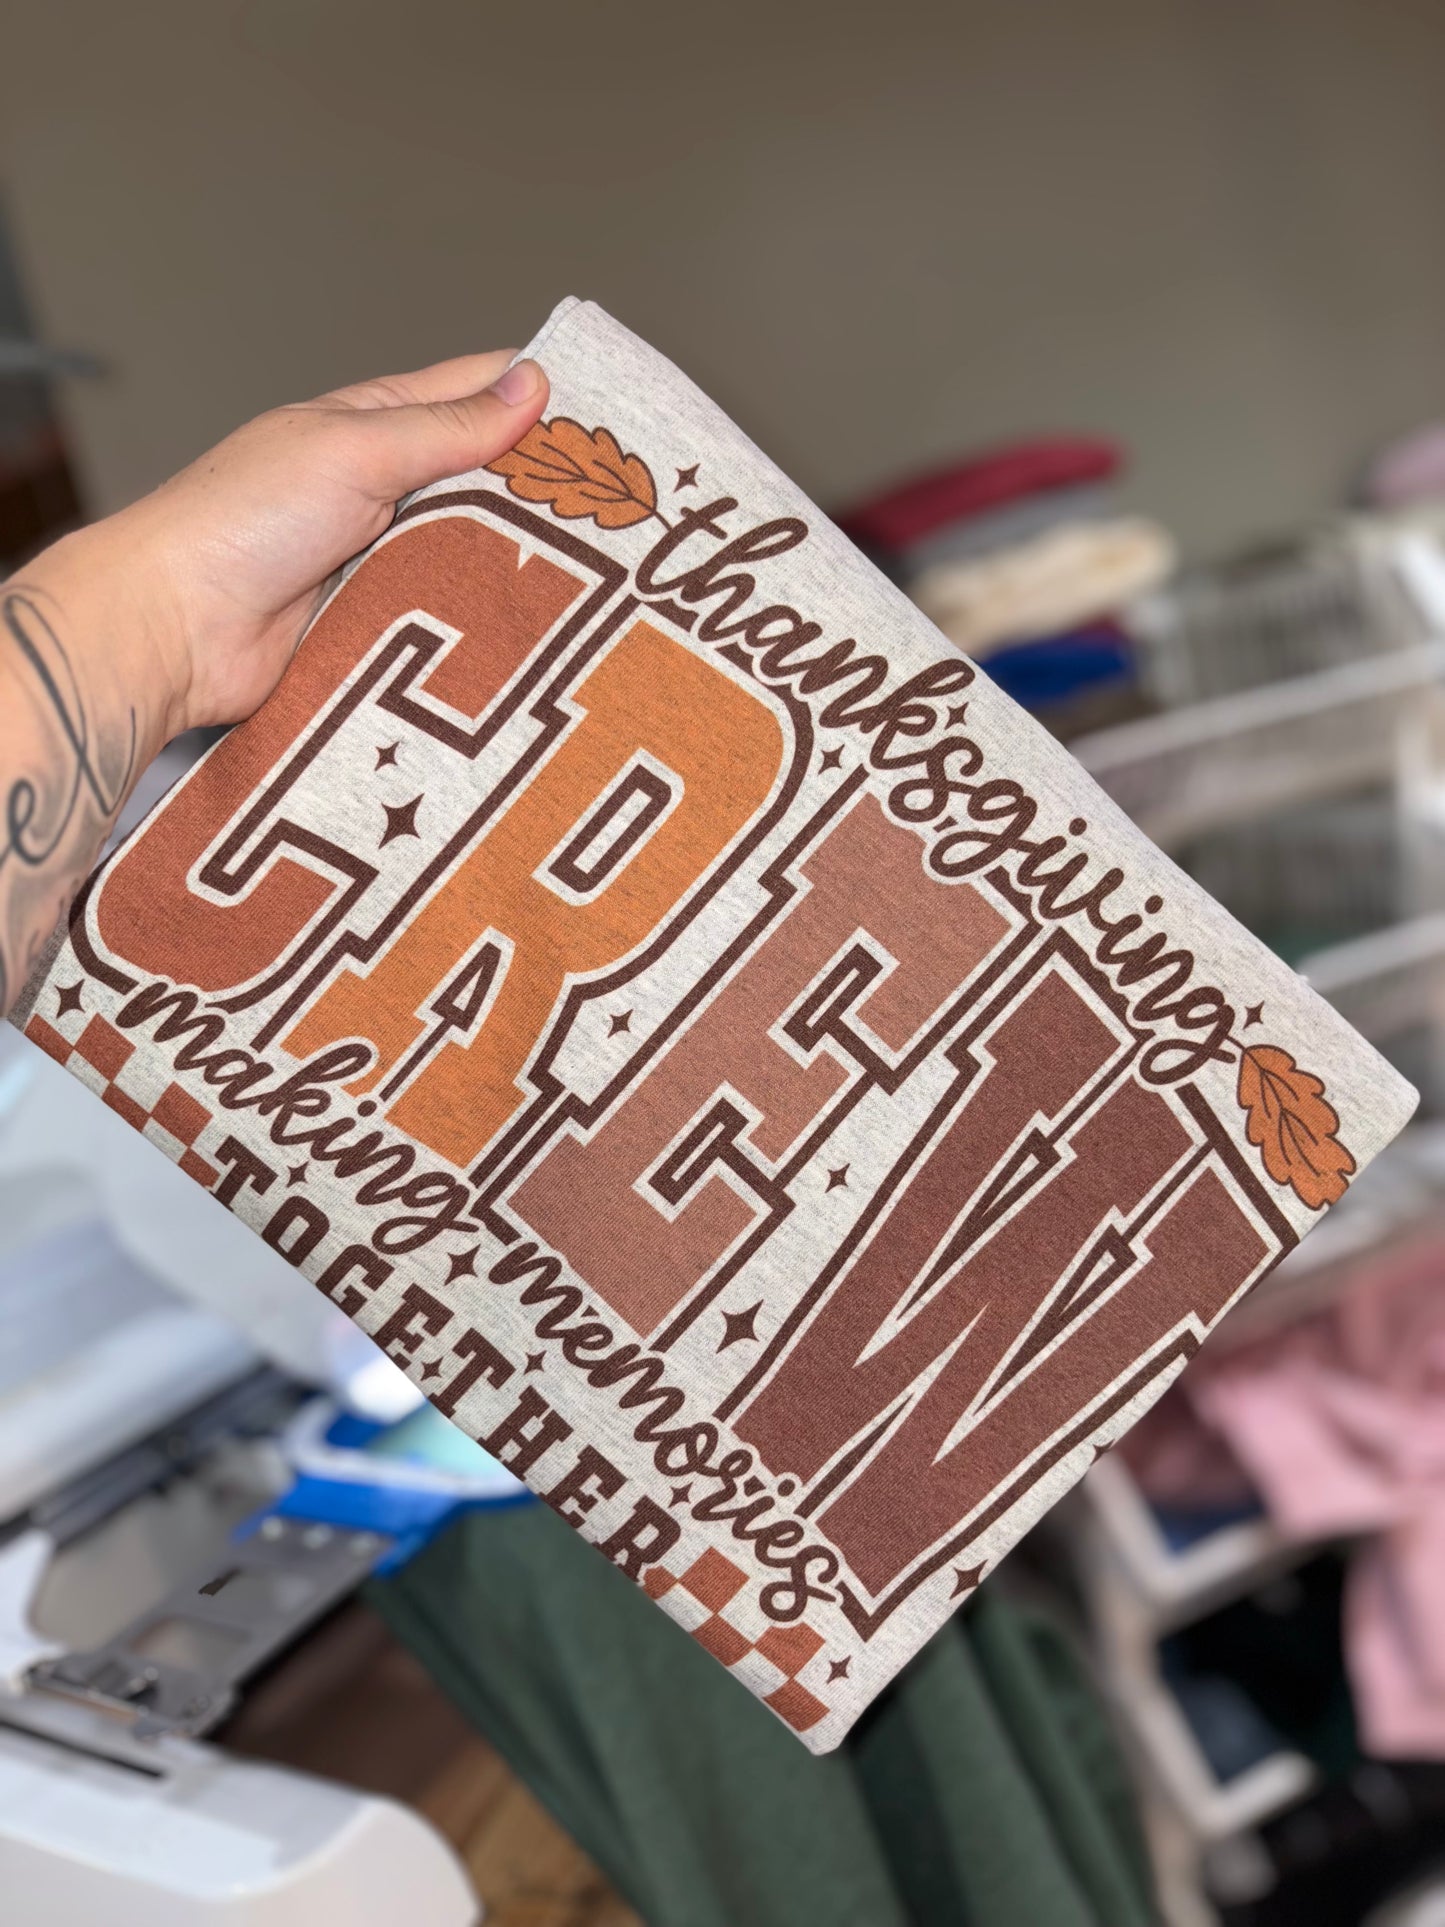 thanksgiving
CREW
making memories
TOGETHER